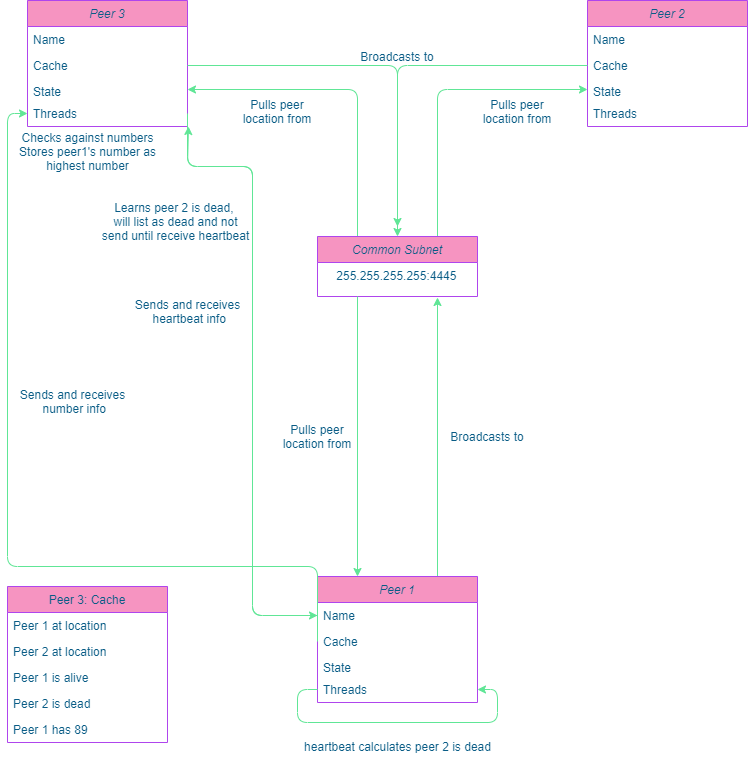 Peer 3
Name
Cache
State
Threads
Peer 2
Name
Cache
State
Threads
Broadcasts to
Pulls peer
location from
Pulls peer
location from
Checks against numbers
Stores peer1's number as
highest number
Learns peer 2 is dead,
will list as dead and not
send until receive heartbeat
Common Subnet
255.255.255.255:4445
Sends and receives
heartbeat info
Sends and receives
number info
Pulls peer
location from
Broadcasts to
Peer 3: Cache
Peer 1 at location
Peer 2 at location
Peer 1 is alive
Peer 2 is dead
Peer 1 has 89
Peer 1
Name
Cache
State
Threads
heartbeat calculates peer 2 is dead